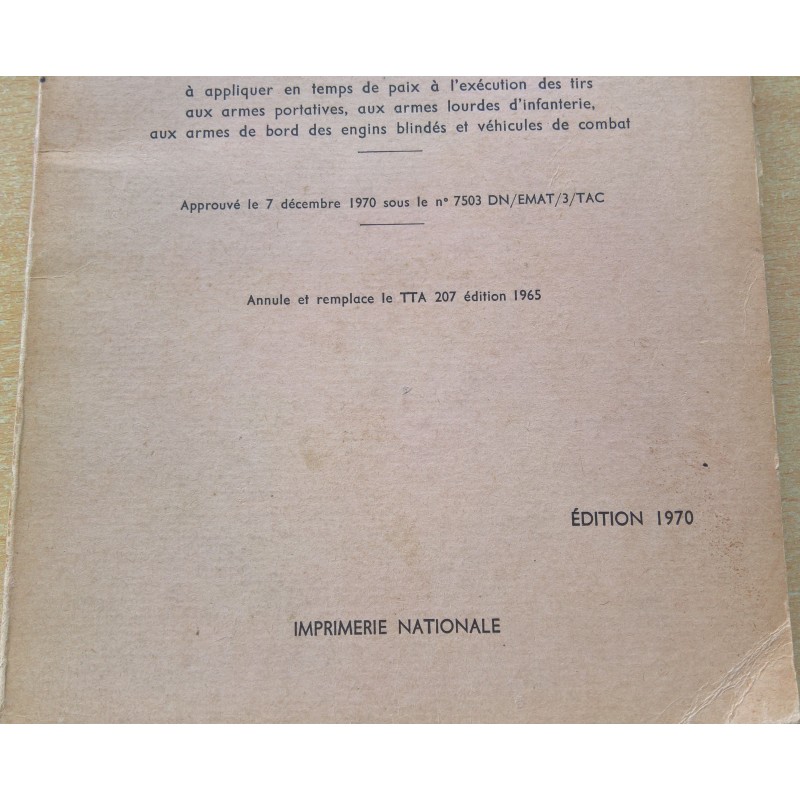 à appliquer en temps de paix à l'exécution des tirs
aux armes portatives, aux armes lourdes d'infanterie,
aux armes de bord des engins blindés et véhicules de combat
Approuvé le 7 décembre 1970 sous le n° 7503 DN/EMAT/3/TAC
Annule et remplace le TTA 207 édition 1965
ÉDITION 1970
IMPRIMERIE NATIONALE